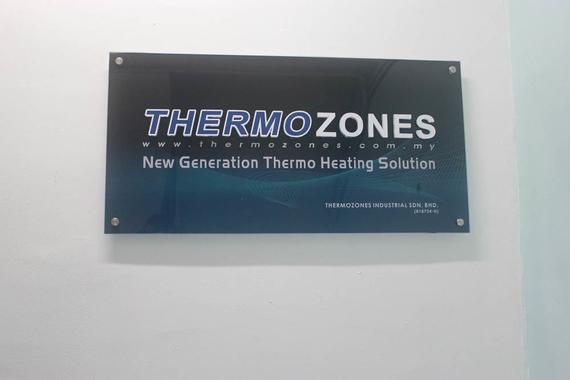 THERMOZONES
www.thermozones.com.my
New Generation Thermo Heating Solution
THERMOZONES INDUSTRIAL SDN. BHD.